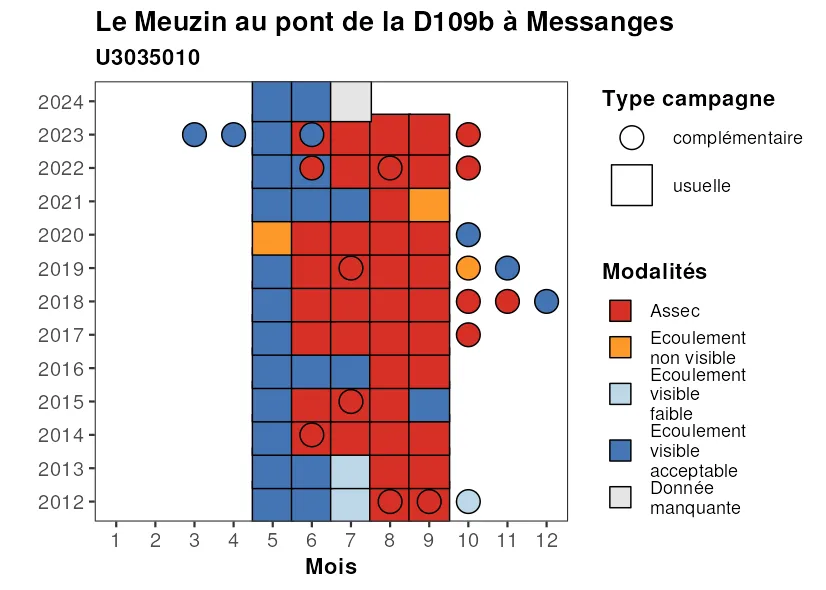 Le Meuzin au pont de la D109b à Messanges
U3035010
2024
2023
2022
2021
2020
2019
2018
2017
2016
2015
2014
2013
2012
1 2 3 4 5 6 7 8 9 10 11 12
Mois
Type campagne
complémentaire
usuelle
Modalités
Assec
Ecoulement
non visible
Ecoulement
visible
faible
Ecoulement
visible
acceptable
Donnée
manquante